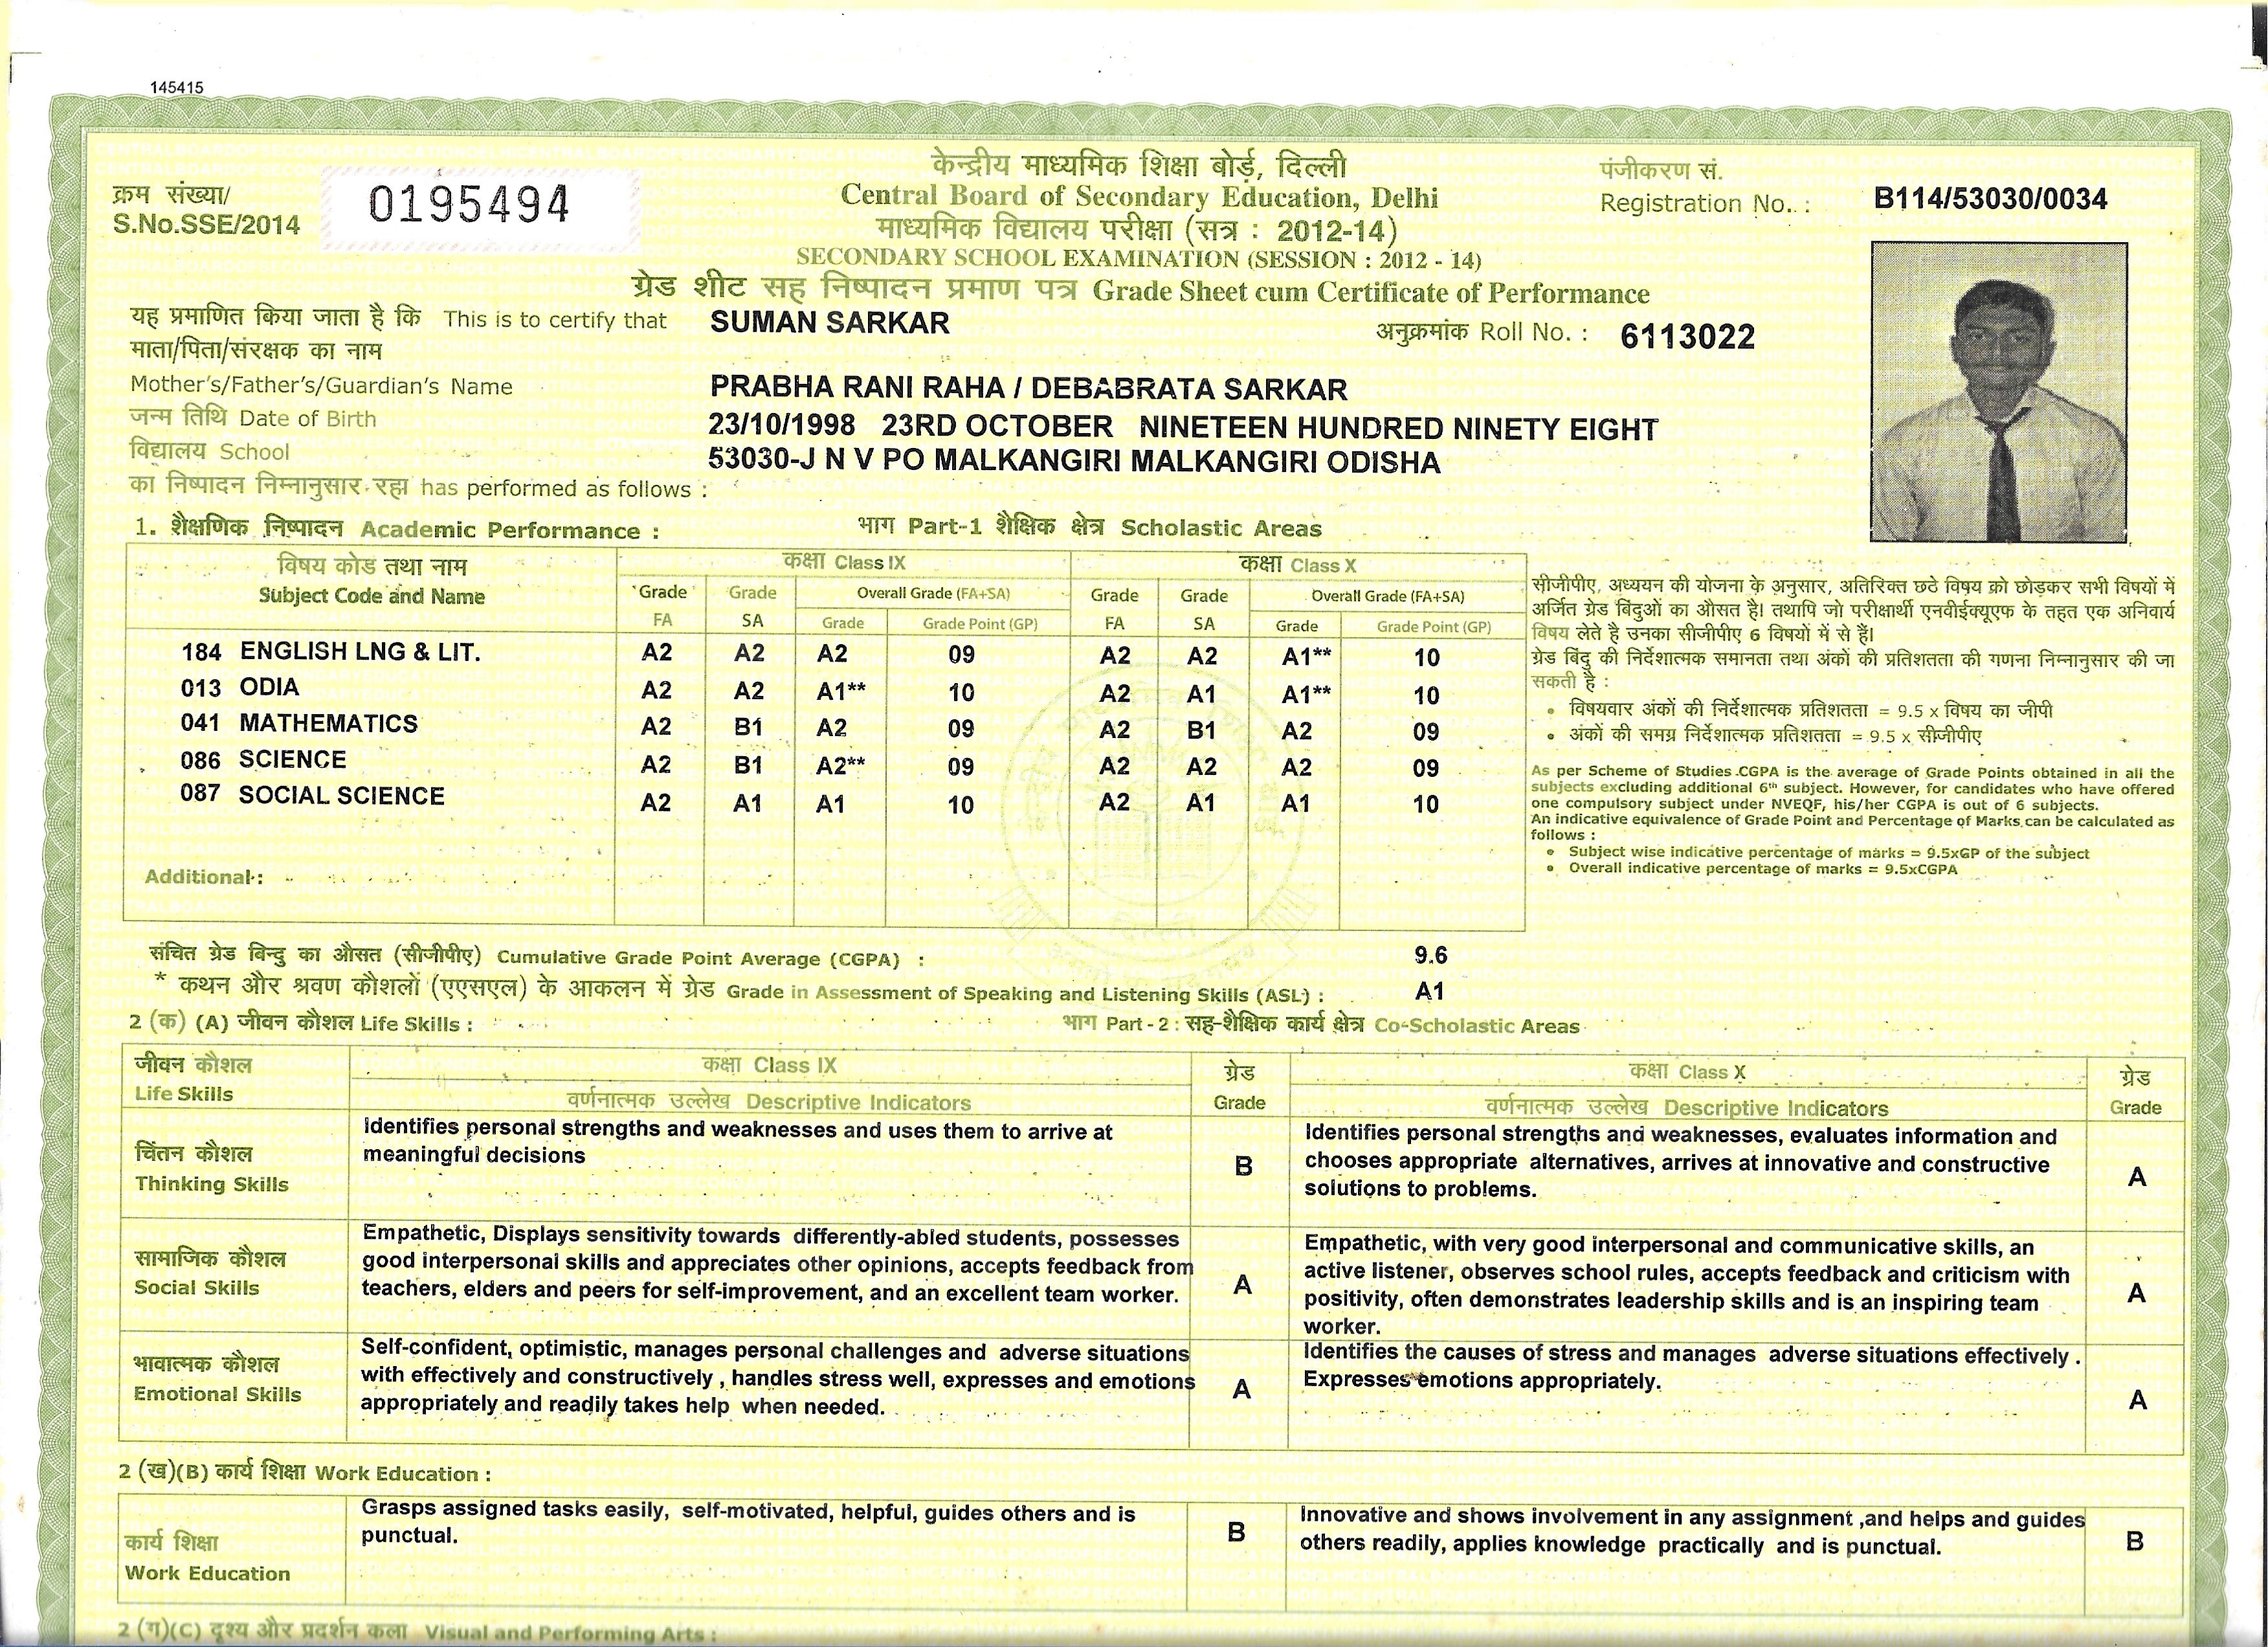 145415
क्रम संख्या/
S.No.SSE/2014
0195494
केन्द्रीय माध्यमिक शिक्षा बोर्ड, दिल्ली
Central Board of Secondary Education, Delhi
माध्यमिक विद्यालय परीक्षा (सत्र : 2012-14)
SECONDARY SCHOOL EXAMINATION (SESSION : 2012 - 14)
ग्रेड शीट सह निष्पादन प्रमाण पत्र Grade Sheet cum Certificate of Performance
पंजीकरण सं.
Registration No. : B114/53030/0034
यह प्रमाणित किया जाता है कि This is to certify that SUMAN SARKAR
अनुक्रमांक Roll No. : 6113022
माता/पिता/संरक्षक का नाम
Mother's/Father's/Guardian's Name PRABHA RANI RAHA / DEBABRATA SARKAR
जन्म तिथि Date of Birth 23/10/1998 23RD OCTOBER NINETEEN HUNDRED NINETY EIGHT
विद्यालय School 53030-J N V PO MALKANGIRI MALKANGIRI ODISHA
का निष्पादन निम्नानुसार रहा has performed as follows :
1. शैक्षणिक निष्पादन Academic Performance : भाग Part-1 शैक्षिक क्षेत्र Scholastic Areas
विषय कोड तथा नाम
Subject Code and Name
कक्षा Class IX
कक्षा Class X
Grade Grade Overall Grade (FA+SA) Grade Grade Overall Grade (FA+SA)
FA SA Grade Grade Point (GP) FA SA Grade Grade Point (GP)
184 ENGLISH LNG & LIT. A2 A2 A2 09 A2 A2 A1** 10
013 ODIA A2 A2 A1** 10 A2 A1 A1** 10
041 MATHEMATICS A2 B1 A2 09 A2 B1 A2 09
086 SCIENCE A2 B1 A2** 09 A2 A2 A2 09
087 SOCIAL SCIENCE A2 A1 A1 10 A2 A1 A1 10
Additional :
सीजीपीए, अध्ययन की योजना के अनुसार, अतिरिक्त छठे विषय को छोड़कर सभी विषयों में
अर्जित ग्रेड बिंदुओं का औसत है। तथापि जो परीक्षार्थी एनवीईक्यूएफ के तहत एक अनिवार्य
विषय लेते है उनका सीजीपीए 6 विषयों में से हैं।
ग्रेड बिंदु की निर्देशात्मक समानता तथा अंकों की प्रतिशतता की गणना निम्नानुसार की जा
सकती है :
• विषयवार अंकों की निर्देशात्मक प्रतिशतता = 9.5 x विषय का जीपी
• अंकों की समग्र निर्देशात्मक प्रतिशतता = 9.5 x सीजीपीए
As per Scheme of Studies CGPA is the average of Grade Points obtained in all the
subjects excluding additional 6th subject. However, for candidates who have offered
one compulsory subject under NVEQF, his/her CGPA is out of 6 subjects.
An indicative equivalence of Grade Point and Percentage of Marks can be calculated as
follows :
• Subject wise indicative percentage of marks = 9.5xGP of the subject
• Overall indicative percentage of marks = 9.5xCGPA
संचित ग्रेड बिन्दु का औसत (सीजीपीए) Cumulative Grade Point Average (CGPA) : 9.6
* कथन और श्रवण कौशलों (एएसएल) के आकलन में ग्रेड Grade in Assessment of Speaking and Listening Skills (ASL) : A1
2 (क) (A) जीवन कौशल Life Skills : भाग Part - 2 : सह-शैक्षिक कार्य क्षेत्र Co-Scholastic Areas
जीवन कौशल
Life Skills
कक्षा Class IX
वर्णनात्मक उल्लेख Descriptive Indicators
ग्रेड
Grade
कक्षा Class X
वर्णनात्मक उल्लेख Descriptive Indicators
ग्रेड
Grade
चिंतन कौशल
Thinking Skills
Identifies personal strengths and weaknesses and uses them to arrive at
meaningful decisions
B
Identifies personal strengths and weaknesses, evaluates information and
chooses appropriate alternatives, arrives at innovative and constructive
solutions to problems.
A
सामाजिक कौशल
Social Skills
Empathetic, Displays sensitivity towards differently-abled students, possesses
good interpersonal skills and appreciates other opinions, accepts feedback from
teachers, elders and peers for self-improvement, and an excellent team worker.
A
Empathetic, with very good interpersonal and communicative skills, an
active listener, observes school rules, accepts feedback and criticism with
positivity, often demonstrates leadership skills and is an inspiring team
worker.
A
भावात्मक कौशल
Emotional Skills
Self-confident, optimistic, manages personal challenges and adverse situations
with effectively and constructively , handles stress well, expresses and emotions
appropriately and readily takes help when needed.
A
Identifies the causes of stress and manages adverse situations effectively .
Expresses emotions appropriately.
A
2 (ख)(B) कार्य शिक्षा Work Education :
कार्य शिक्षा
Work Education
Grasps assigned tasks easily, self-motivated, helpful, guides others and is
punctual.
B
Innovative and shows involvement in any assignment ,and helps and guides
others readily, applies knowledge practically and is punctual.
B
2 (ग)(C) दृश्य और प्रदर्शन कला Visual and Performing Arts :